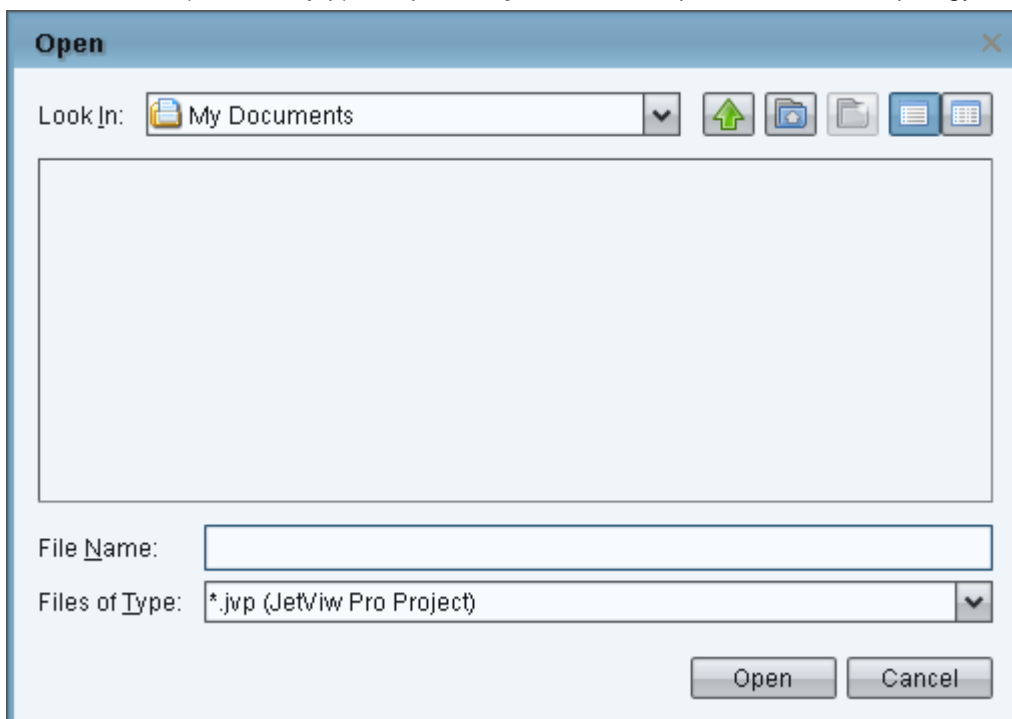 Open
Look In: My Documents
File Name:
Files of Type: *.jvp (JetViw Pro Project)
Open Cancel